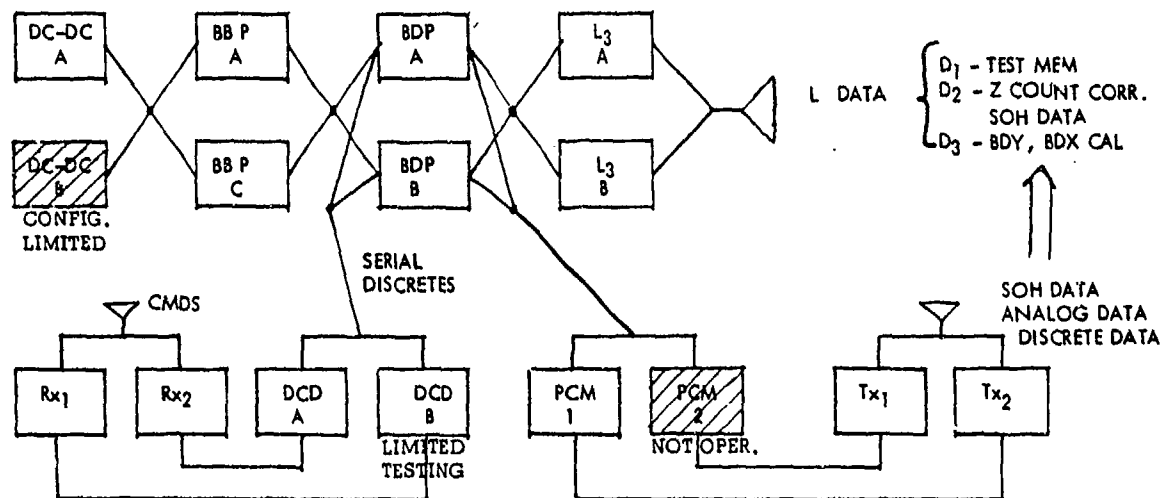 DC-DC
A
BB P
A
BDP
A
L3
A
L DATA
D1 - TEST MEM
D2 - Z COUNT CORR.
SOH DATA
D3 - BDY, BDX CAL
DC-DC
B
BB P
C
BDP
B
L3
B
CONFIG.
LIMITED
SERIAL
DISCRETES
CMDS
SOH DATA
ANALOG DATA
DISCRETE DATA
Rx1
Rx2
DCD
A
DCD
B
LIMITED
TESTING
PCM
1
PCM
2
NOT OPER.
Tx1
Tx2